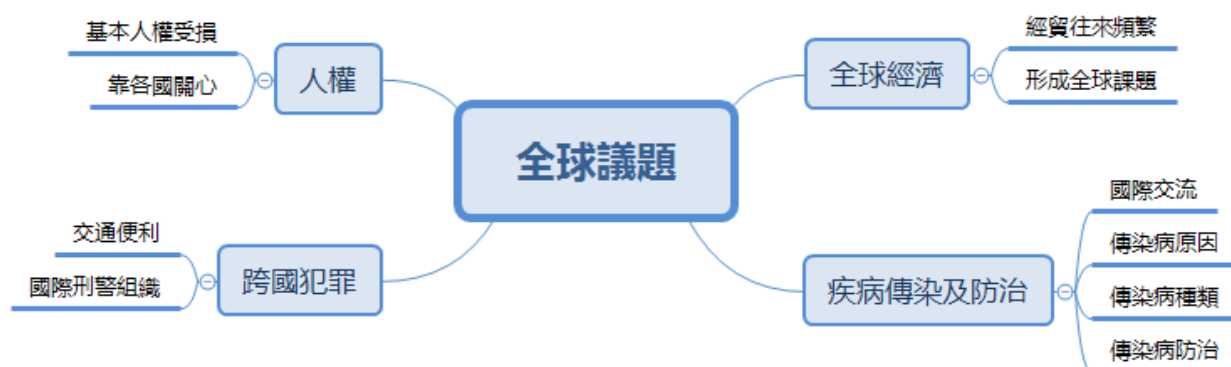 全球議題
人權
基本人權受損
靠各國關心
跨國犯罪
交通便利
國際刑警組織
全球經濟
經貿往來頻繁
形成全球課題
疾病傳染及防治
國際交流
傳染病原因
傳染病種類
傳染病防治